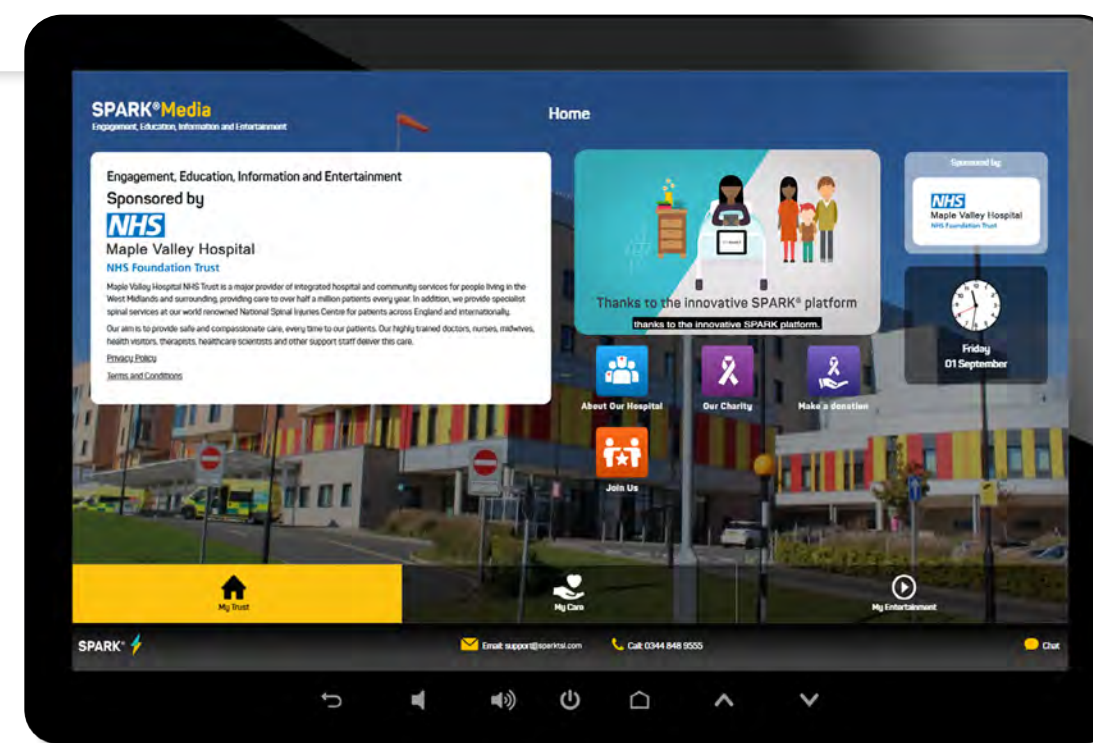 SPARK®Media
Engagement, Education, Information and Entertainment
Home
Engagement, Education, Information and Entertainment
Sponsored by
NHS
Maple Valley Hospital
NHS Foundation Trust
Maple Valley Hospital NHS Trust is a major provider of integrated hospital and community services for people living in the
West Midlands and surrounding, providing care to over half a million patients every year. In addition, we provide specialist
spinal services at our world renowned National Spinal Injuries Centre for patients across England and internationally.
Our aim is to provide safe and compassionate care, every time to our patients. Our highly trained doctors, nurses, midwives,
health visitors, therapists, healthcare scientists and other support staff deliver this care.
Privacy Policy
Terms and Conditions
Thanks to the innovative SPARK® platform
thanks to the innovative SPARK platform.
Sponsored by
NHS
Maple Valley Hospital
NHS Foundation Trust
Friday
01 September
About Our Hospital
Our Charity
Make a donation
Join Us
My Trust
My Care
My Entertainment
SPARK®
Email: support@sparktsl.com
Call: 0344 848 9555
Chat